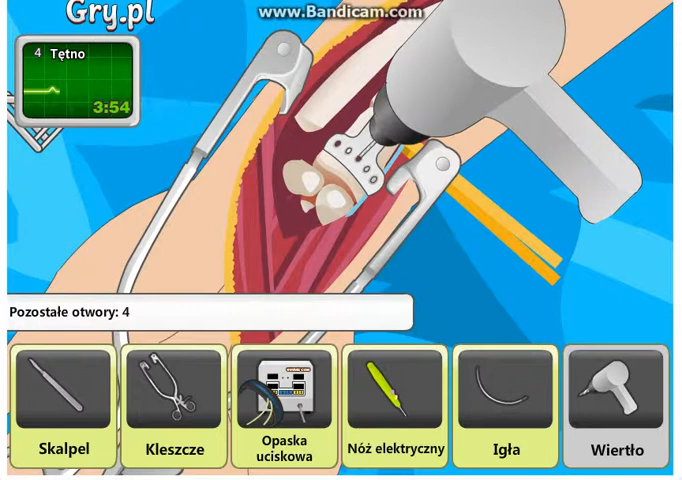 www.Bandicam.com
Gry.pl
4 Tętno
3:54
Pozostałe otwory: 4
Skalpel
Kleszcze
Opaska
uciskowa
Nóż elektryczny
Igła
Wiertło